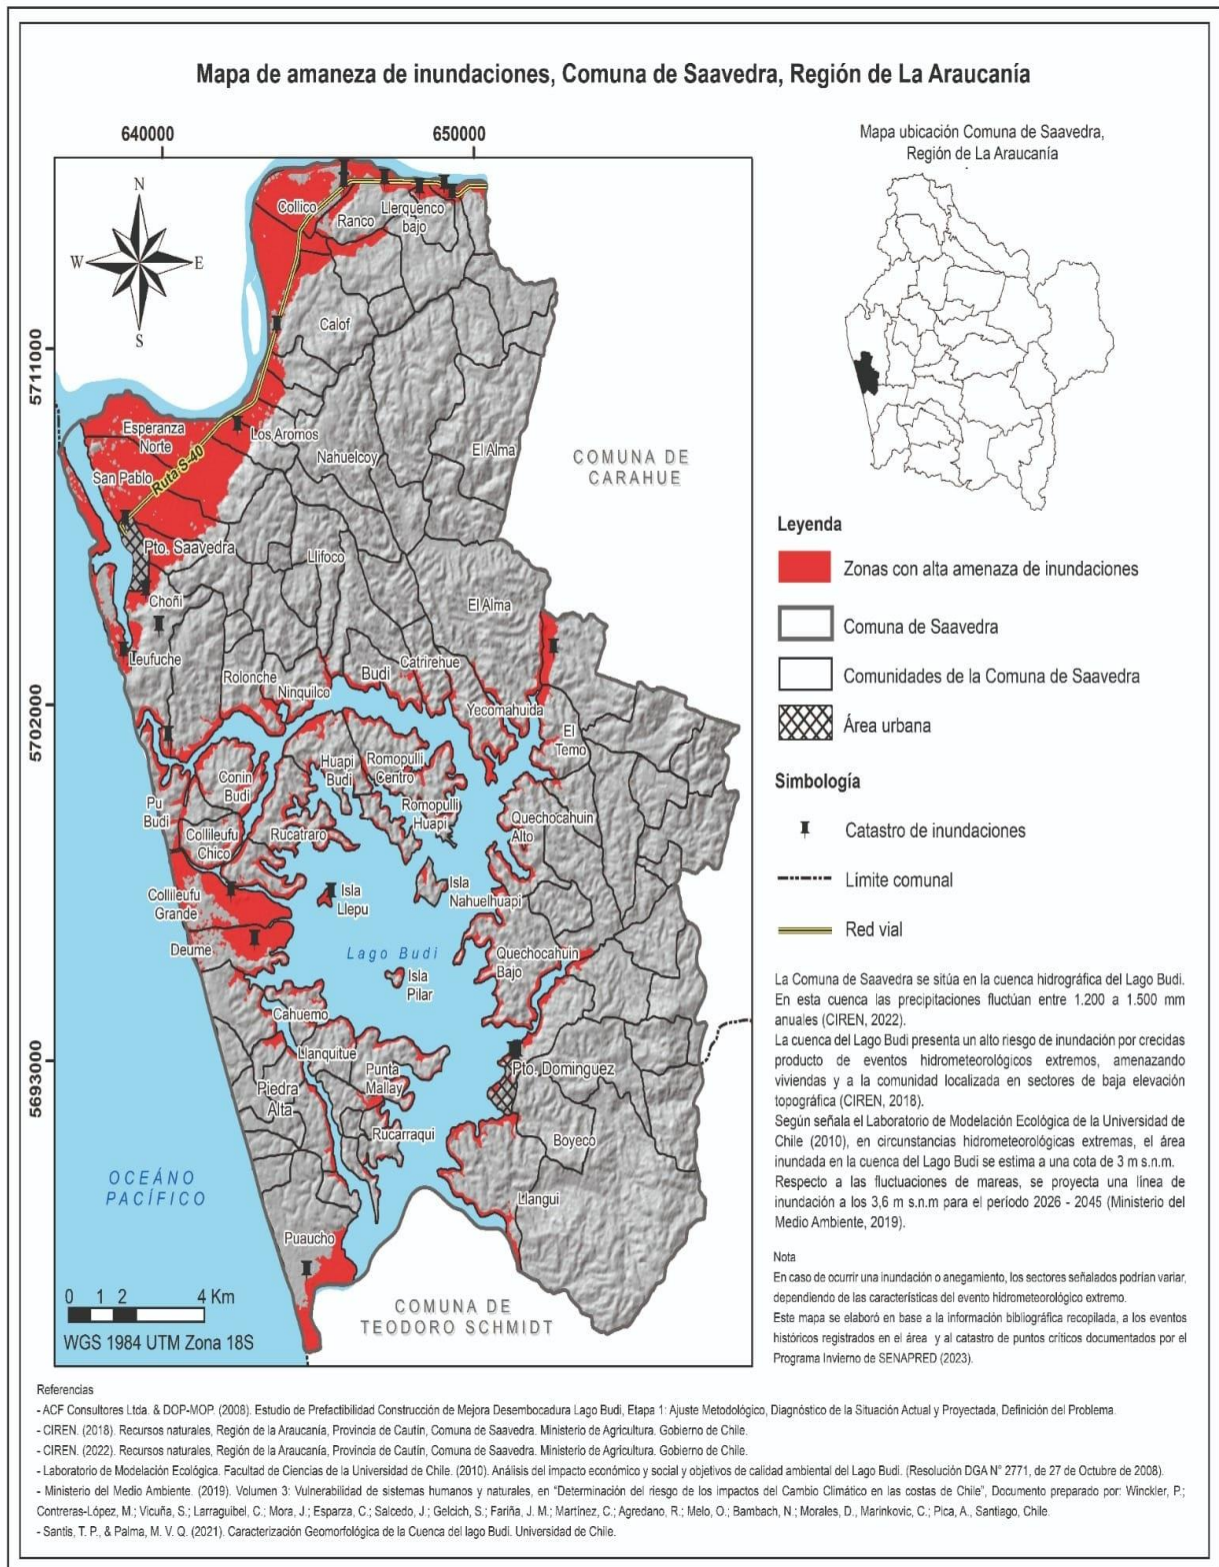 Mapa de amaneza de inundaciones, Comuna de Saavedra, Región de La Araucanía
640000
650000
Mapa ubicación Comuna de Saavedra,
Región de La Araucanía
N
W
E
S
5711000
5702000
5693000
Collico
Ranco
Llerquenco
bajo
Calof
Esperanza
Norte
Los Aromos
San Pablo
Ruta S-40
Nahuelcoy
El Alma
COMUNA DE
CARAHUE
Pto. Saavedra
Llifoco
Choñi
El Alma
Leufuche
Rolonche
Ninquilco
Budi
Catrirehue
Yecomahuida
El
Temo
Conin
Budi
Huapi
Budi
Romopulli
Centro
Pu
Budi
Collileufu
Chico
Rucatraro
Romopulli
Huapi
Quechocahuin
Alto
Collileufu
Grande
Isla
Llepu
Isla
Nahuelhuapi
Deume
Lago Budi
Quechocahuin
Bajo
Isla
Pilar
Cahuemo
Llanquitue
Pto. Dominguez
Punta
Mallay
Piedra
Alta
Rucarraqui
Boyeco
OCEÁNO
PACÍFICO
Llangui
Puaucho
COMUNA DE
TEODORO SCHMIDT
0 1 2 4 Km
WGS 1984 UTM Zona 18S
Leyenda
Zonas con alta amenaza de inundaciones
Comuna de Saavedra
Comunidades de la Comuna de Saavedra
Área urbana
Simbología
Catastro de inundaciones
Límite comunal
Red vial
La Comuna de Saavedra se sitúa en la cuenca hidrográfica del Lago Budi.
En esta cuenca las precipitaciones fluctúan entre 1.200 a 1.500 mm
anuales (CIREN, 2022).
La cuenca del Lago Budi presenta un alto riesgo de inundación por crecidas
producto de eventos hidrometeorológicos extremos, amenazando
viviendas y a la comunidad localizada en sectores de baja elevación
topográfica (CIREN, 2018).
Según señala el Laboratorio de Modelación Ecológica de la Universidad de
Chile (2010), en circunstancias hidrometeorológicas extremas, el área
inundada en la cuenca del Lago Budi se estima a una cota de 3 m s.n.m.
Respecto a las fluctuaciones de mareas, se proyecta una línea de
inundación a los 3,6 m s.n.m para el período 2026 - 2045 (Ministerio del
Medio Ambiente, 2019).
Nota
En caso de ocurrir una inundación o anegamiento, los sectores señalados podrían variar,
dependiendo de las características del evento hidrometeorológico extremo.
Este mapa se elaboró en base a la información bibliográfica recopilada, a los eventos
históricos registrados en el área y al catastro de puntos críticos documentados por el
Programa Invierno de SENAPRED (2023).
Referencias
- ACF Consultores Ltda. & DOP-MOP. (2008). Estudio de Prefactibilidad Construcción de Mejora Desembocadura Lago Budi, Etapa 1: Ajuste Metodológico, Diagnóstico de la Situación Actual y Proyectada, Definición del Problema.
- CIREN. (2018). Recursos naturales, Región de la Araucanía, Provincia de Cautín, Comuna de Saavedra. Ministerio de Agricultura. Gobierno de Chile.
- CIREN. (2022). Recursos naturales, Región de la Araucanía, Provincia de Cautín, Comuna de Saavedra. Ministerio de Agricultura. Gobierno de Chile.
- Laboratorio de Modelación Ecológica. Facultad de Ciencias de la Universidad de Chile. (2010). Análisis del impacto económico y social y objetivos de calidad ambiental del Lago Budi. (Resolución DGA N° 2771, de 27 de Octubre de 2008).
- Ministerio del Medio Ambiente. (2019). Volumen 3: Vulnerabilidad de sistemas humanos y naturales, en “Determinación del riesgo de los impactos del Cambio Climático en las costas de Chile”, Documento preparado por: Winckler, P.;
Contreras-López, M.; Vicuña, S.; Larraguibel, C.; Mora, J.; Esparza, C.; Salcedo, J.; Gelcich, S.; Fariña, J. M.; Martínez, C.; Agredano, R.; Melo, O.; Bambach, N.; Morales, D., Marinkovic, C.; Pica, A., Santiago, Chile.
- Santis, T. P., & Palma, M. V. Q. (2021). Caracterización Geomorfológica de la Cuenca del lago Budi. Universidad de Chile.